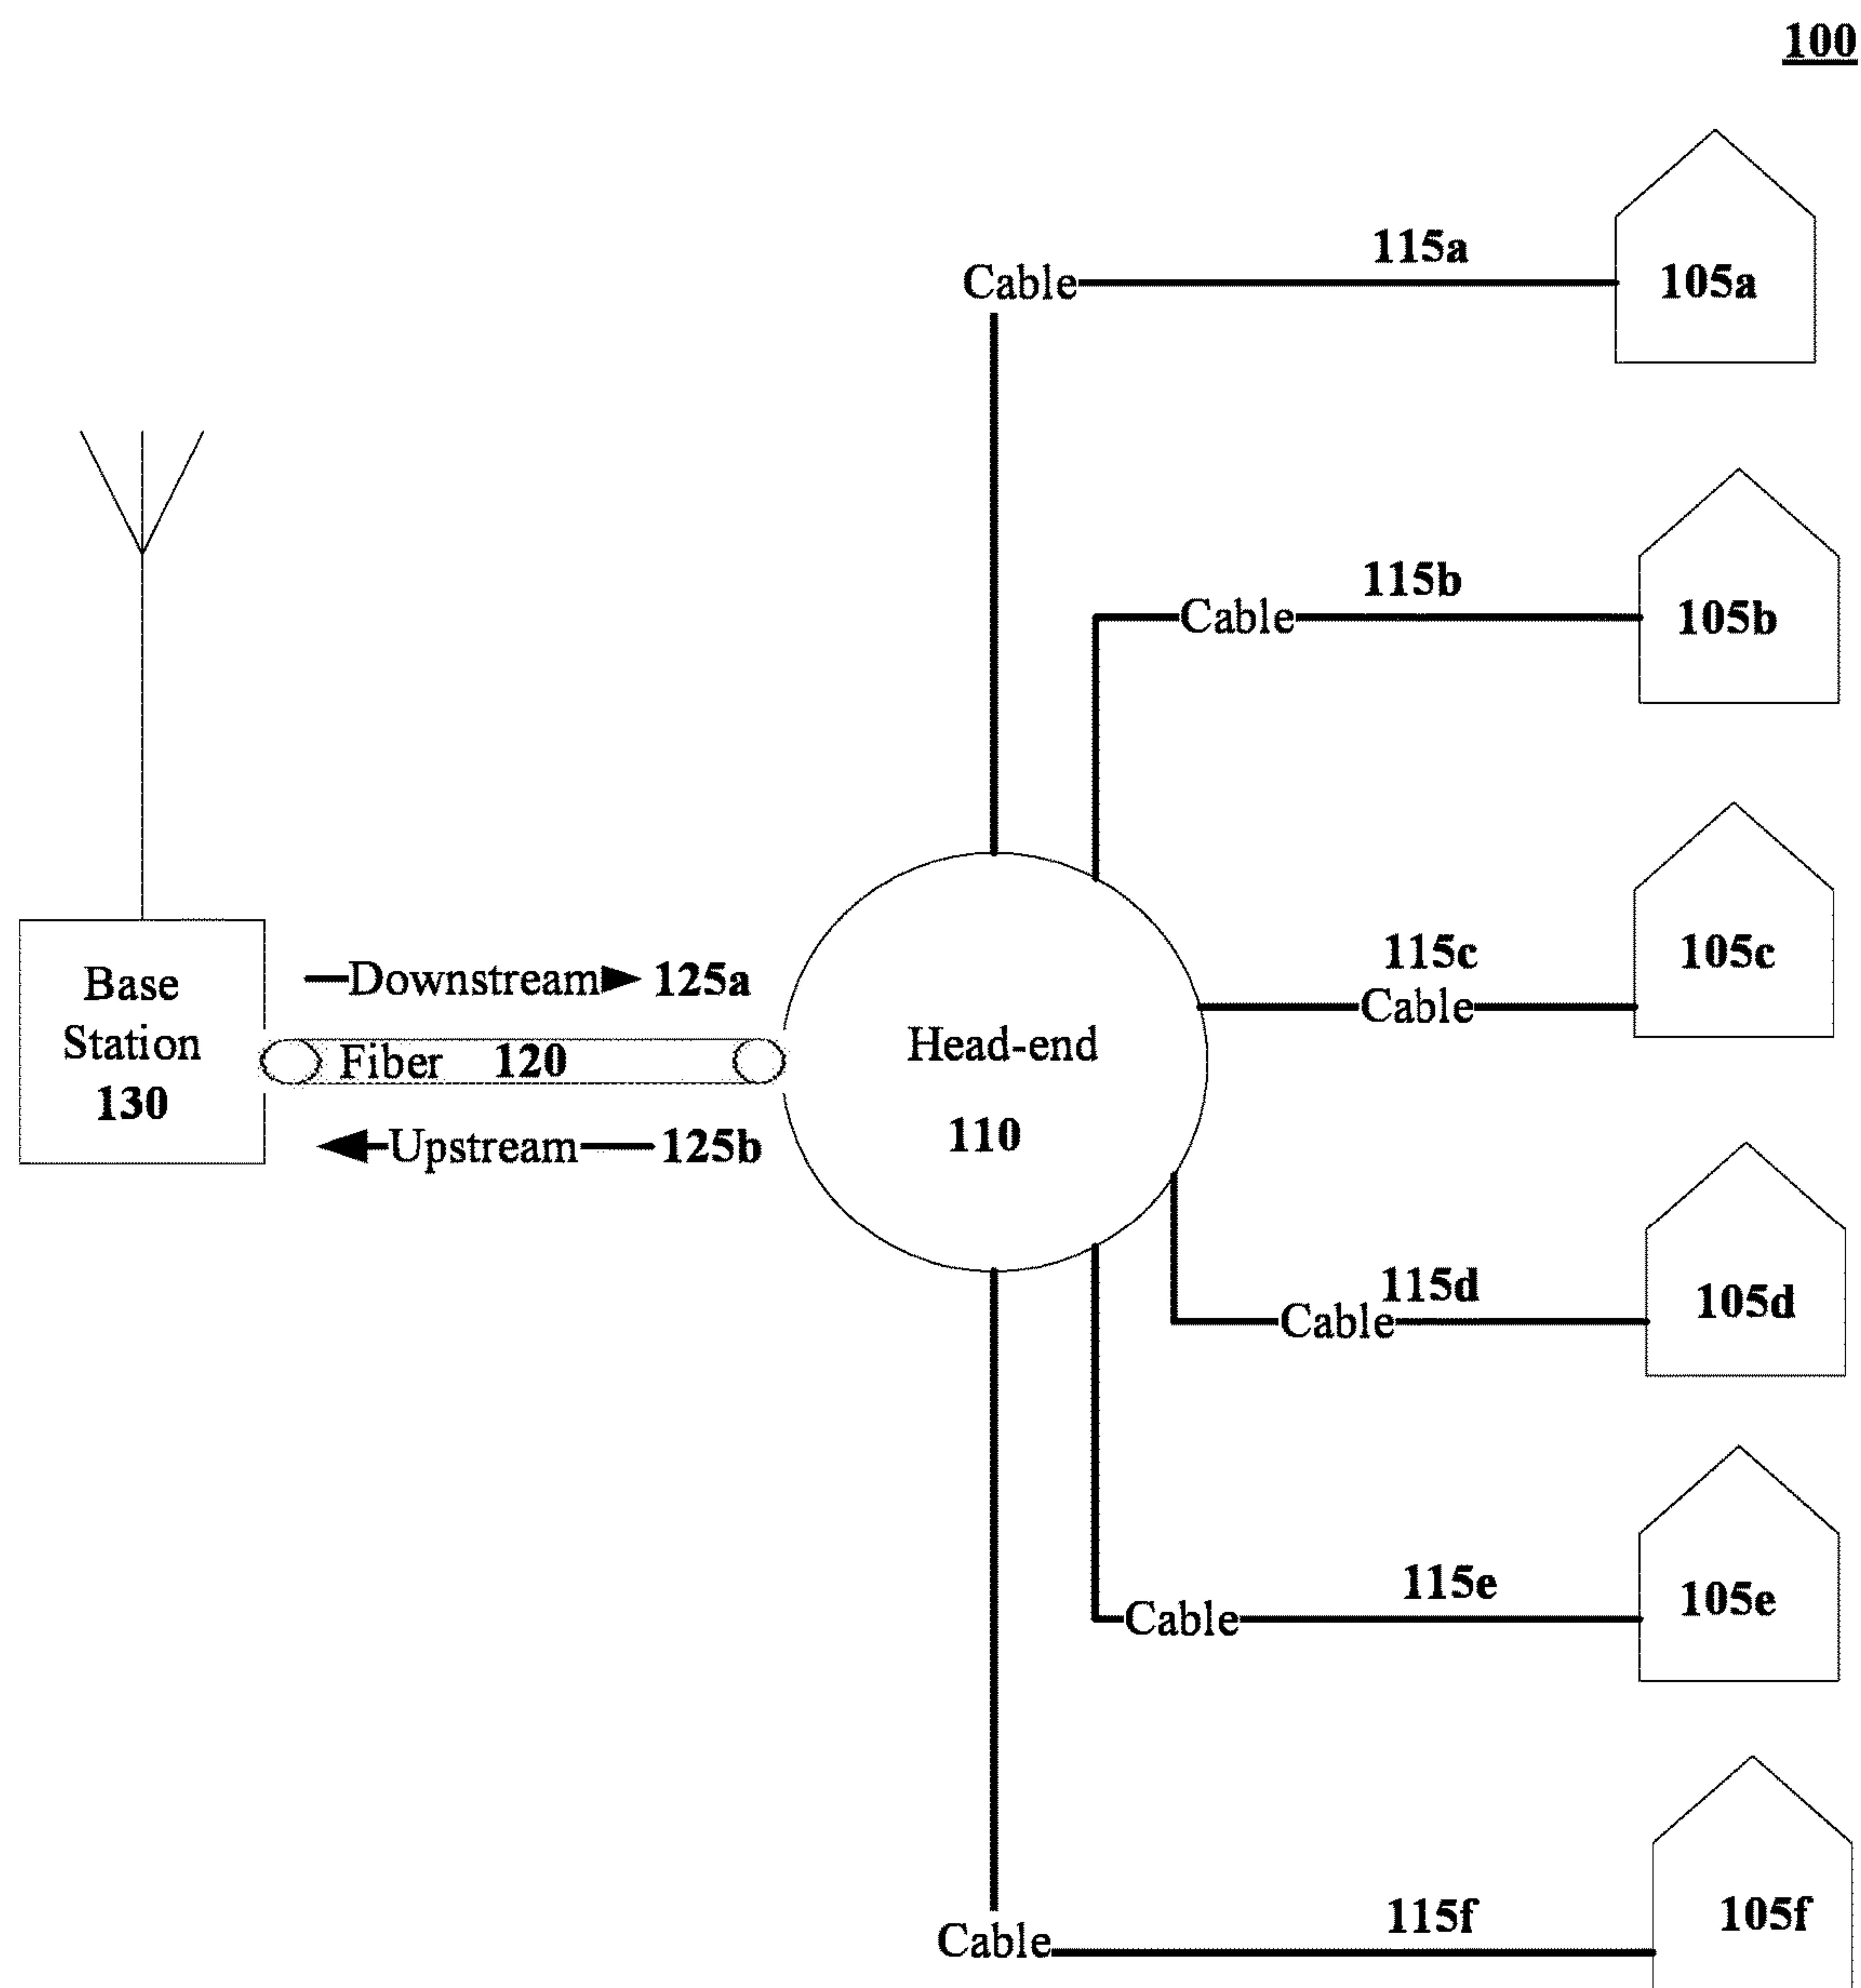 100
115a
Cable
105a
115b
Cable
105b
115c
Cable
105c
Base
Station
130
Downstream 125a
Fiber 120
Upstream 125b
Head-end
110
115d
Cable
105d
115e
Cable
105e
115f
Cable
105f